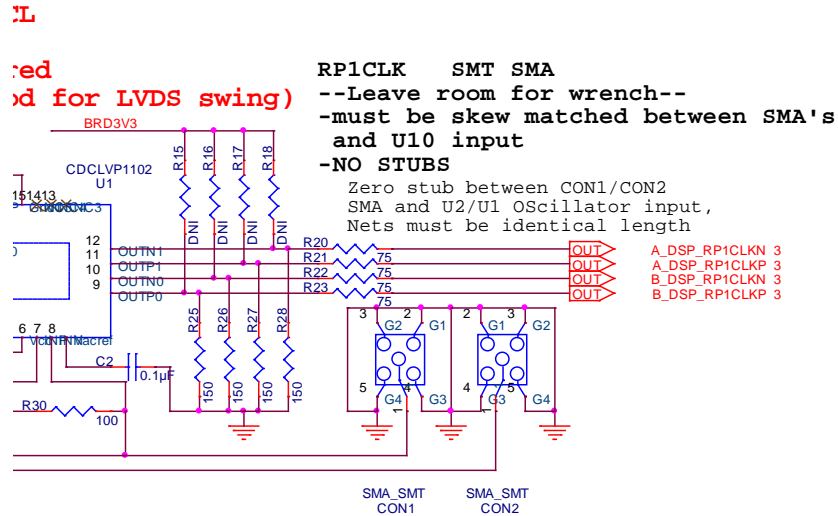 CL
red
od for LVDS swing)
RP1CLK SMT SMA
--Leave room for wrench--
-must be skew matched between SMA's
and U10 input
-NO STUBS
Zero stub between CON1/CON2
SMA and U2/U1 OScillator input,
Nets must be identical length
BRD3V3
CDCLVP1102
U1
R15
R16
R17
R18
DNI
DNI
DNI
DNI
12
11
10
9
OUTN1
OUTP1
OUTN0
OUTP0
R20
R21
R22
R23
75
75
75
75
OUT A_DSP_RP1CLKN 3
OUT A_DSP_RP1CLKP 3
OUT B_DSP_RP1CLKN 3
OUT B_DSP_RP1CLKP 3
6 7 8
C2
0.1µF
R25
R26
R27
R28
150
150
150
150
R30
100
3 2 2 3
G2 G1 G1 G2
5 4 4 5
G4 G3 G3 G4
1 1
SMA_SMT
CON1
SMA_SMT
CON2